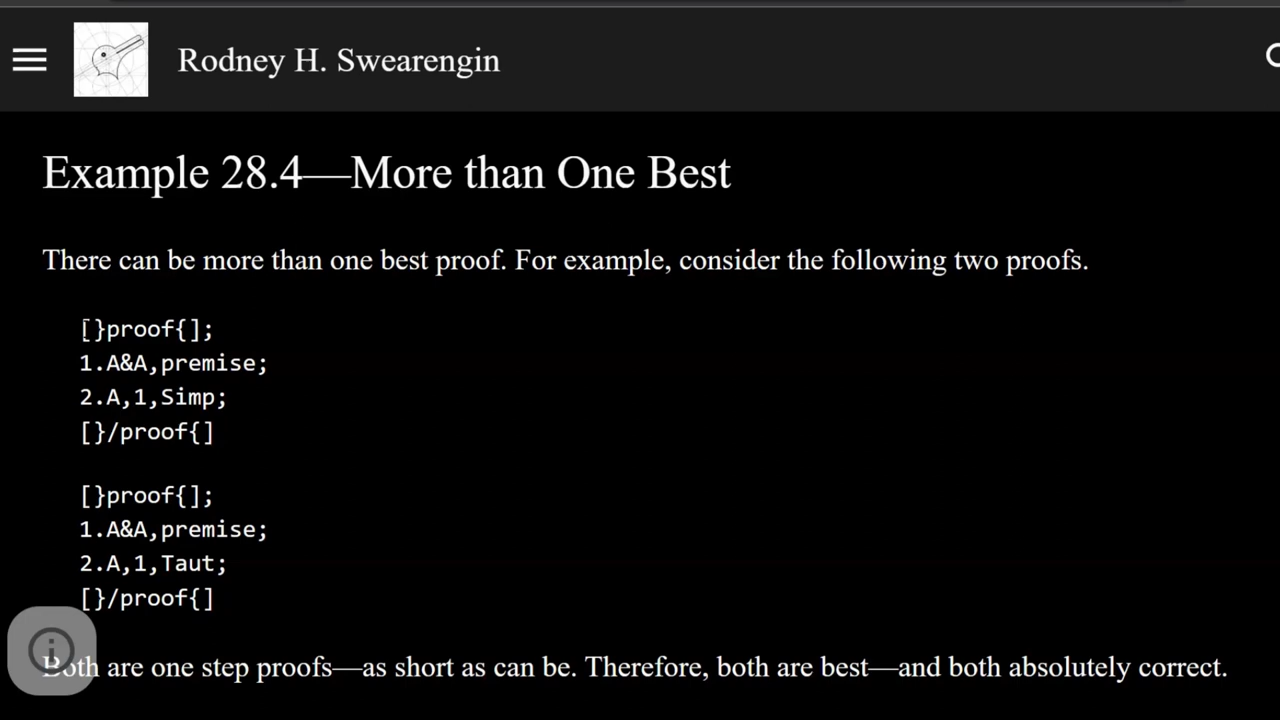 Rodney H. Swearengin
Example 28.4—More than One Best
There can be more than one best proof. For example, consider the following two proofs.
[}proof{];
1.A&A,premise;
2.A,1,Simp;
[}/proof{]
[}proof{];
1.A&A,premise;
2.A,1,Taut;
[}/proof{]
Both are one step proofs—as short as can be. Therefore, both are best—and both absolutely correct.